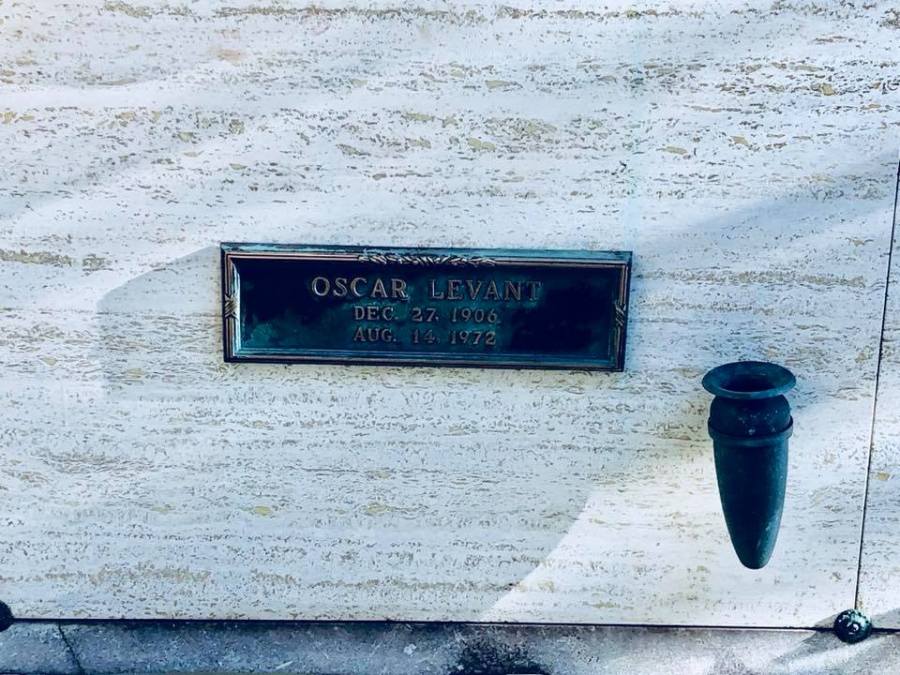 OSCAR LEVANT
DEC. 27, 1906
AUG. 14, 1972